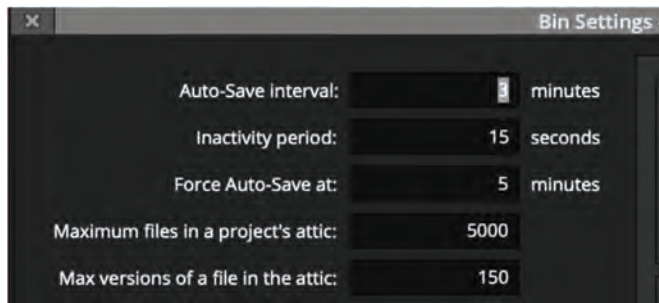 Bin Settings
Auto-Save interval: 3 minutes
Inactivity period: 15 seconds
Force Auto-Save at: 5 minutes
Maximum files in a project's attic: 5000
Max versions of a file in the attic: 150